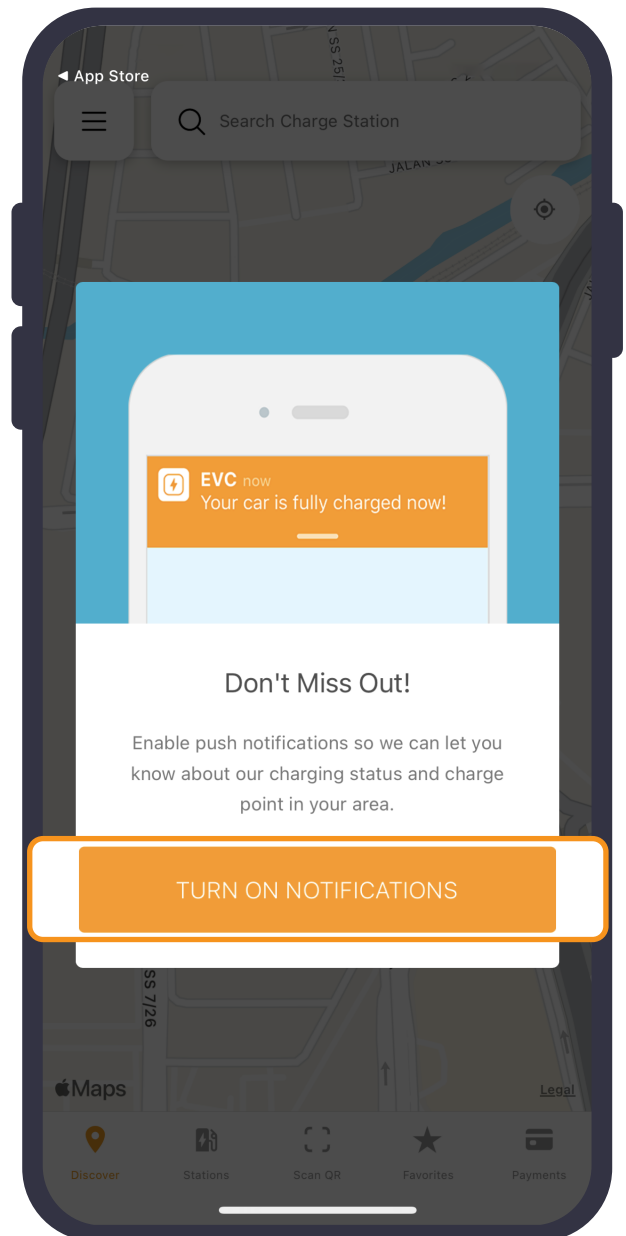 ◀ App Store
SS 25/
Search Charge Station
JALAN
EVC now
Your car is fully charged now!
Don't Miss Out!
Enable push notifications so we can let you
know about our charging status and charge
point in your area.
TURN ON NOTIFICATIONS
SS 7/26
Maps
Legal
Discover
Stations
Scan QR
Favorites
Payments